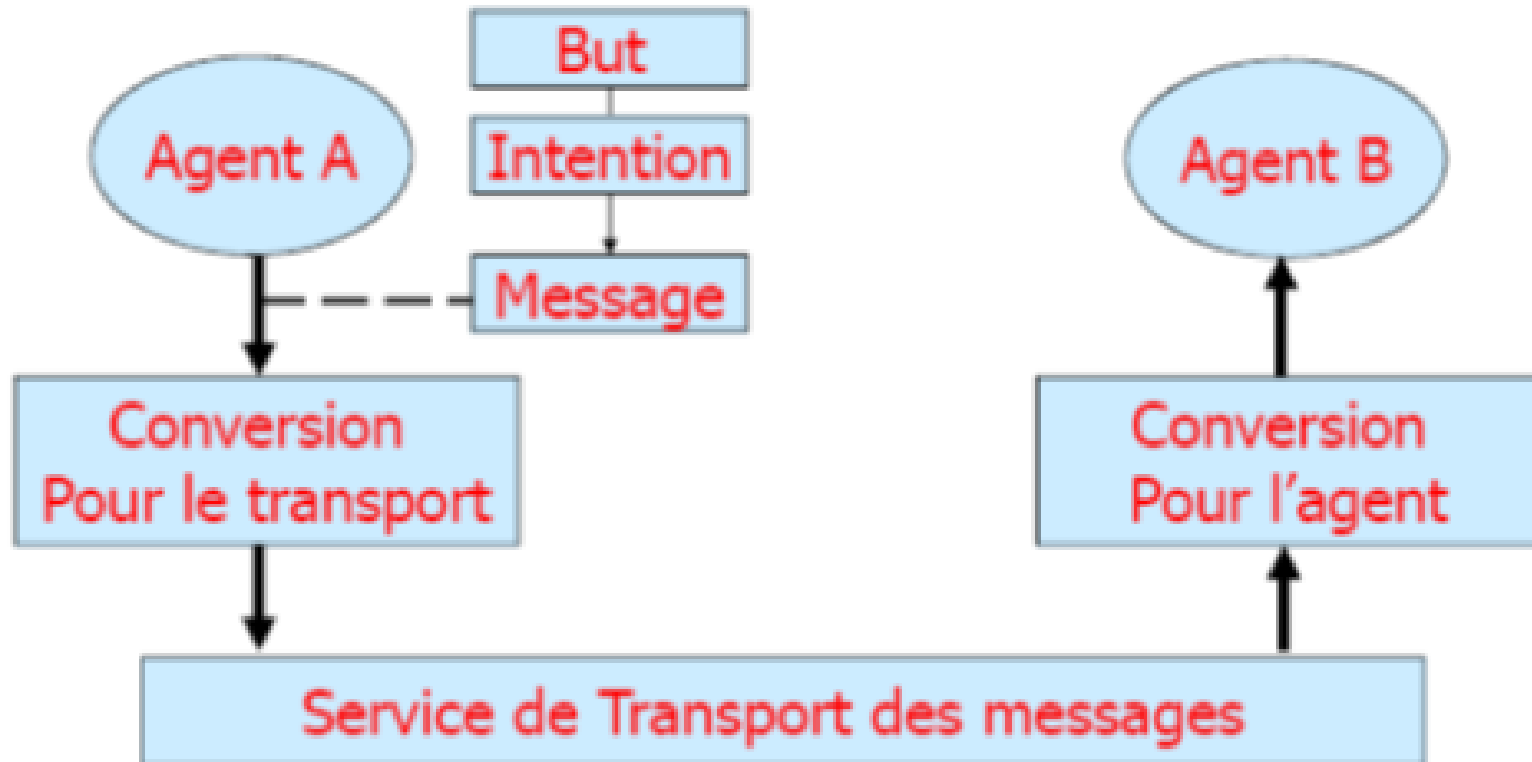 But
Agent A
Intention
Agent B
Message
Conversion
Pour le transport
Conversion
Pour l'agent
Service de Transport des messages